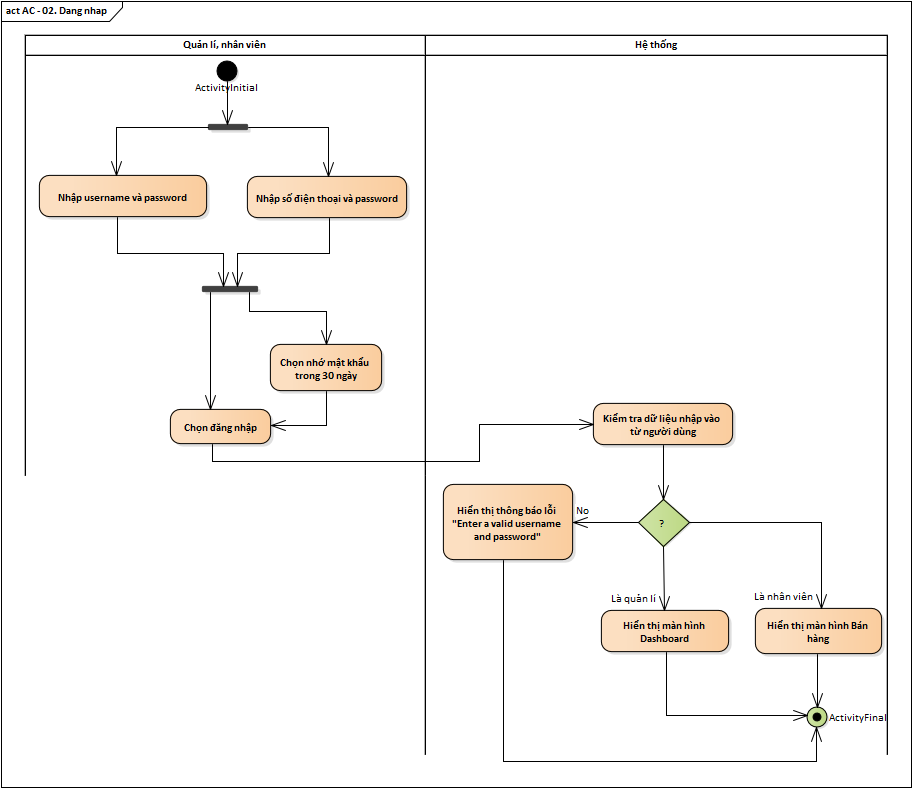 act AC - 02. Dang nhap
Quản lí, nhân viên
Hệ thống
ActivityInitial
Nhập username và password
Nhập số điện thoại và password
Chọn nhớ mật khẩu
trong 30 ngày
Chọn đăng nhập
Kiểm tra dữ liệu nhập vào
từ người dùng
Hiển thị thông báo lỗi
"Enter a valid username
and password"
No
?
Là quản lí
Là nhân viên
Hiển thị màn hình
Dashboard
Hiển thị màn hình Bán
hàng
ActivityFinal